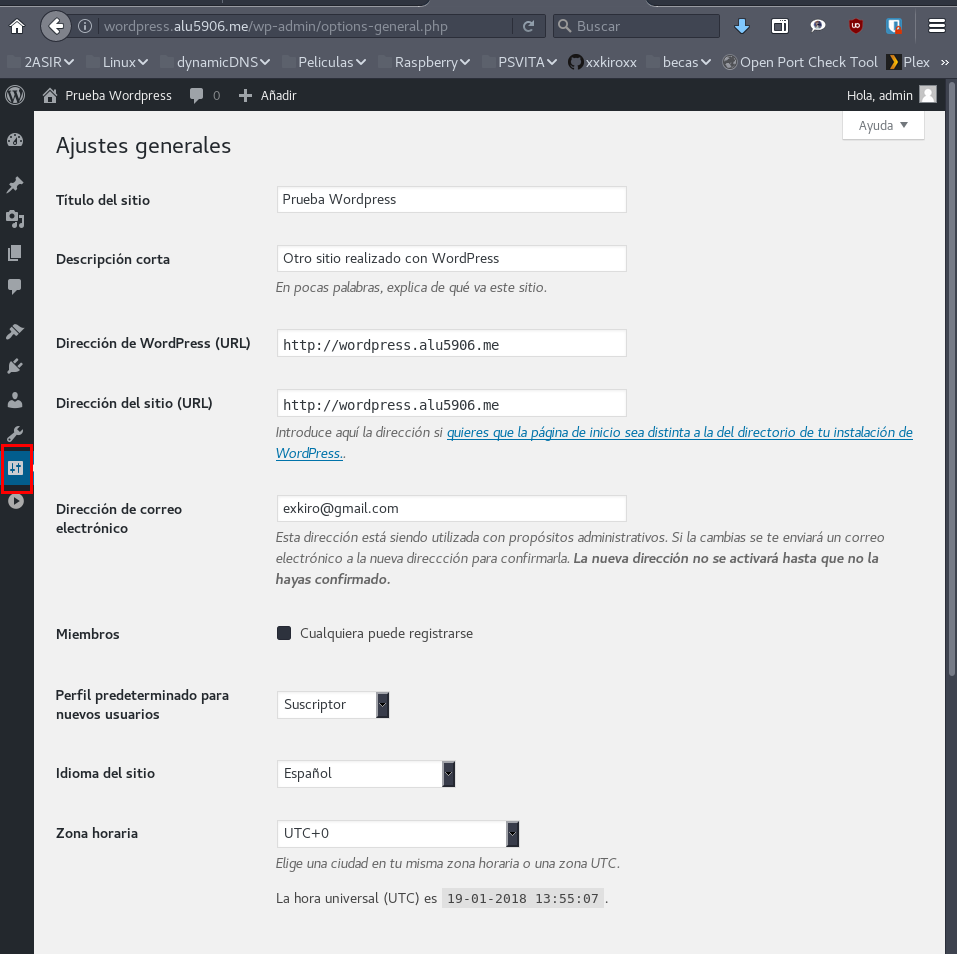 wordpress.alu5906.me/wp-admin/options-general.php
Buscar
2ASIR Linux dynamicDNS Peliculas Raspberry PSVITA xxkiroxx becas Open Port Check Tool Plex »
Prueba Wordpress 0 Añadir Hola, admin
Ayuda
Ajustes generales
Título del sitio Prueba Wordpress
Descripción corta Otro sitio realizado con WordPress
En pocas palabras, explica de qué va este sitio.
Dirección de WordPress (URL) http://wordpress.alu5906.me
Dirección del sitio (URL) http://wordpress.alu5906.me
Introduce aquí la dirección si quieres que la página de inicio sea distinta a la del directorio de tu instalación de
WordPress..
Dirección de correo
electrónico
exkiro@gmail.com
Esta dirección está siendo utilizada con propósitos administrativos. Si la cambias se te enviará un correo
electrónico a la nueva direccción para confirmarla. La nueva dirección no se activará hasta que no la
hayas confirmado.
Miembros Cualquiera puede registrarse
Perfil predeterminado para
nuevos usuarios
Suscriptor
Idioma del sitio Español
Zona horaria UTC+0
Elige una ciudad en tu misma zona horaria o una zona UTC.
La hora universal (UTC) es 19-01-2018 13:55:07.